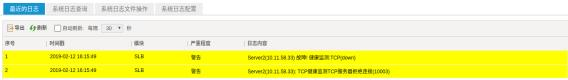 最近的日志 系统日志查询 系统日志文件操作 系统日志配置
导出 刷新 自动刷新: 每隔 30 秒
序号 时间戳 模块 严重程度 日志内容
1 2019-02-12 16:15:49 SLB 警告 Server2(10.11.58.33) 故障! 健康监测:TCP(down)
2 2019-02-12 16:15:49 SLB 警告 Server2(10.11.58.33): TCP健康监测TCP服务器拒绝连接(10003)